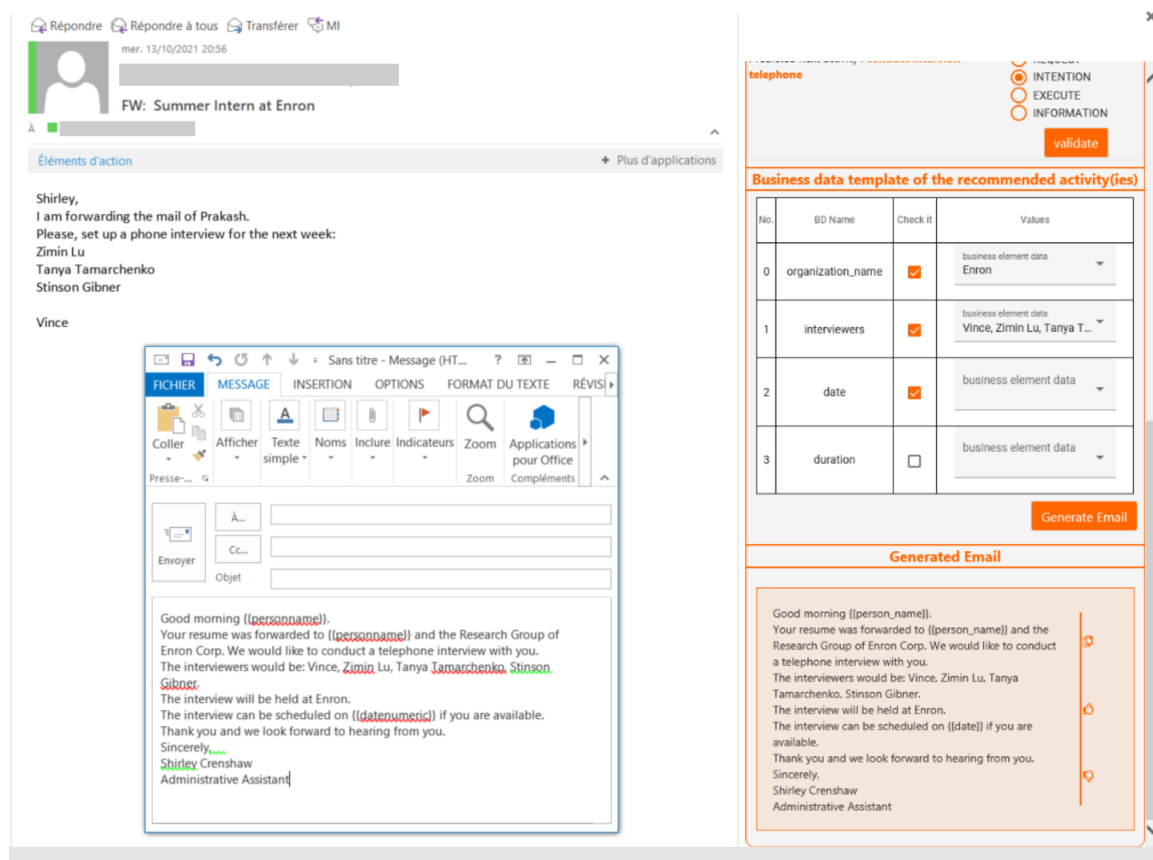 Répondre Répondre à tous Transférer MI
mer. 13/10/2021 20:56
FW: Summer Intern at Enron
À
Éléments d'action + Plus d'applications
Shirley,
I am forwarding the mail of Prakash.
Please, set up a phone interview for the next week:
Zimin Lu
Tanya Tamarchenko
Stinson Gibner
Vince
Sans titre - Message (HT... ?
FICHIER MESSAGE INSERTION OPTIONS FORMAT DU TEXTE RÉVIS
Coller Afficher Texte simple Noms Inclure Indicateurs Zoom Applications pour Office
Presse-... Zoom Compléments
Envoyer
À...
Cc...
Objet
Good morning {{personname}}.
Your resume was forwarded to {{personname}} and the Research Group of
Enron Corp. We would like to conduct a telephone interview with you.
The interviewers would be: Vince, Zimin Lu, Tanya Tamarchenko, Stinson
Gibner.
The interview will be held at Enron.
The interview can be scheduled on {{datenumeric}} if you are available.
Thank you and we look forward to hearing from you.
Sincerely,
Shirley Crenshaw
Administrative Assistant
telephone
INTENTION
EXECUTE
INFORMATION
validate
Business data template of the recommended activity(ies)
No. BD Name Check it Values
0 organization_name business element data Enron
1 interviewers business element data Vince, Zimin Lu, Tanya T...
2 date business element data
3 duration business element data
Generate Email
Generated Email
Good morning {{person_name}}.
Your resume was forwarded to {{person_name}} and the
Research Group of Enron Corp. We would like to conduct
a telephone interview with you.
The interviewers would be: Vince, Zimin Lu, Tanya
Tamarchenko, Stinson Gibner.
The interview will be held at Enron.
The interview can be scheduled on {{date}} if you are
available.
Thank you and we look forward to hearing from you.
Sincerely.
Shirley Crenshaw
Administrative Assistant